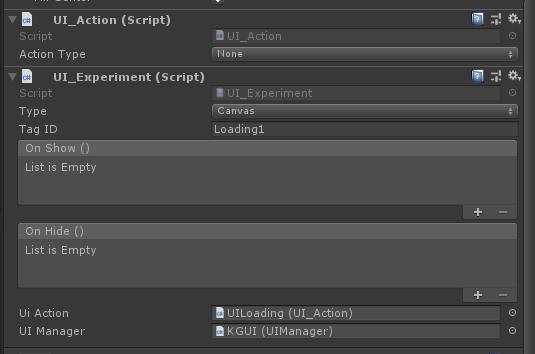 UI_Action (Script)
Script UI_Action
Action Type None
UI_Experiment (Script)
Script UI_Experiment
Type Canvas
Tag ID Loading1
On Show ()
List is Empty
+ −
On Hide ()
List is Empty
+ −
Ui Action UILoading (UI_Action)
UI Manager KGUI (UIManager)